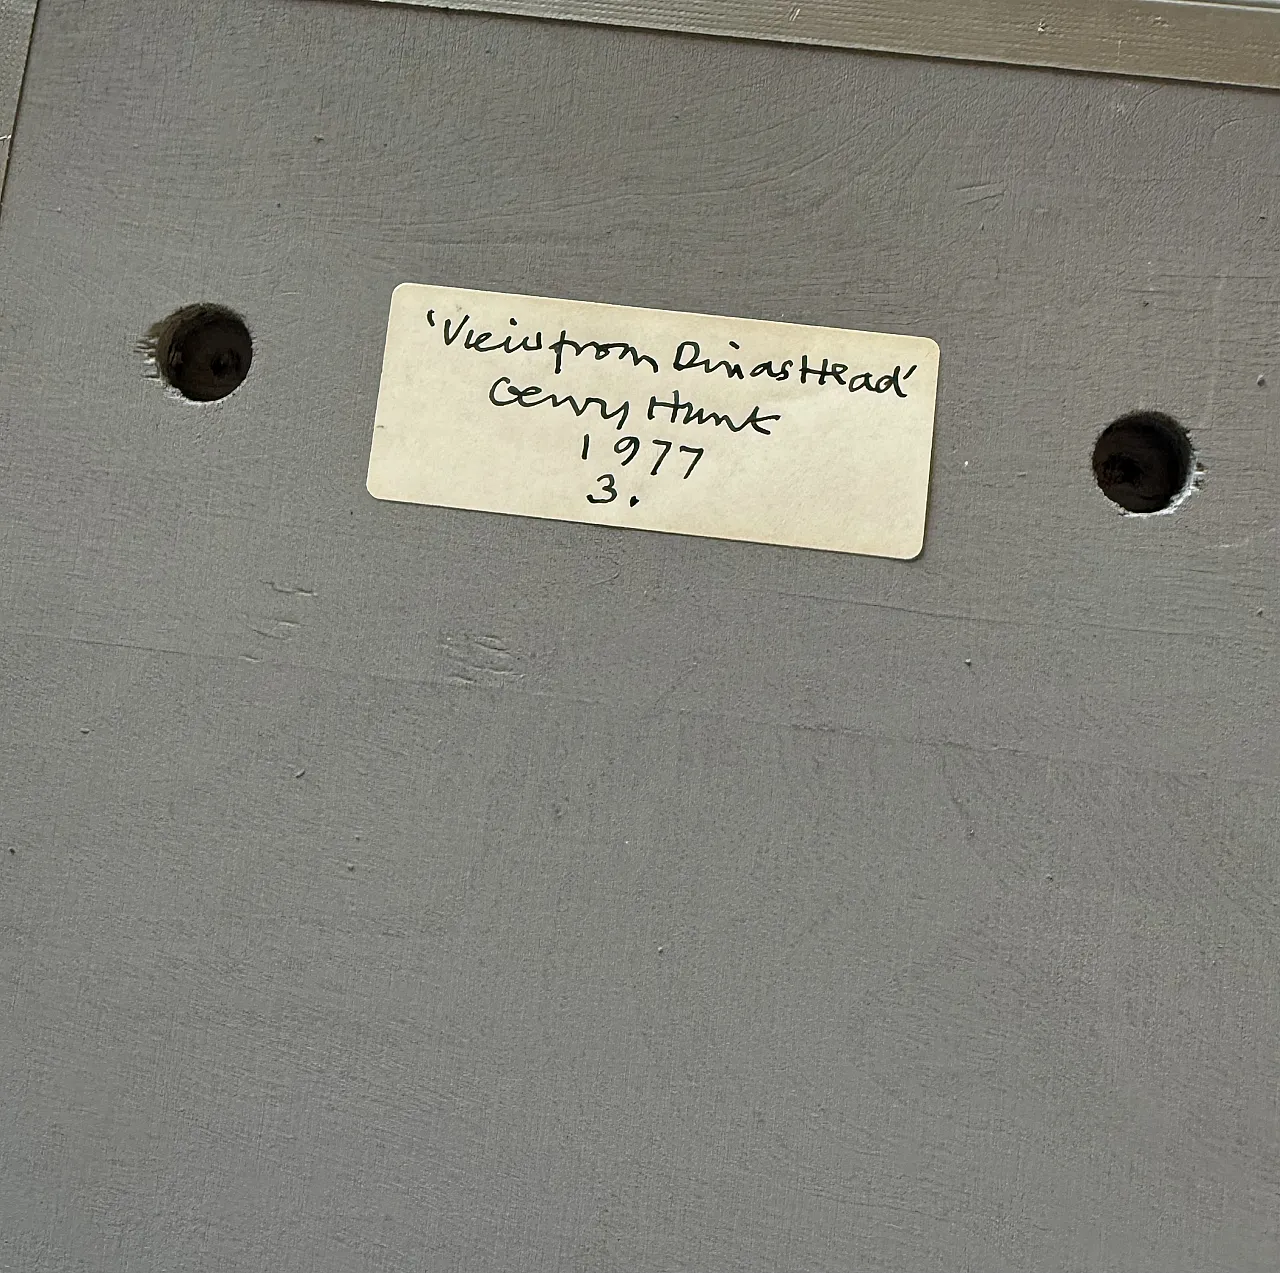 'View from Dinas Head'
Gerry Hunt
1977
3.